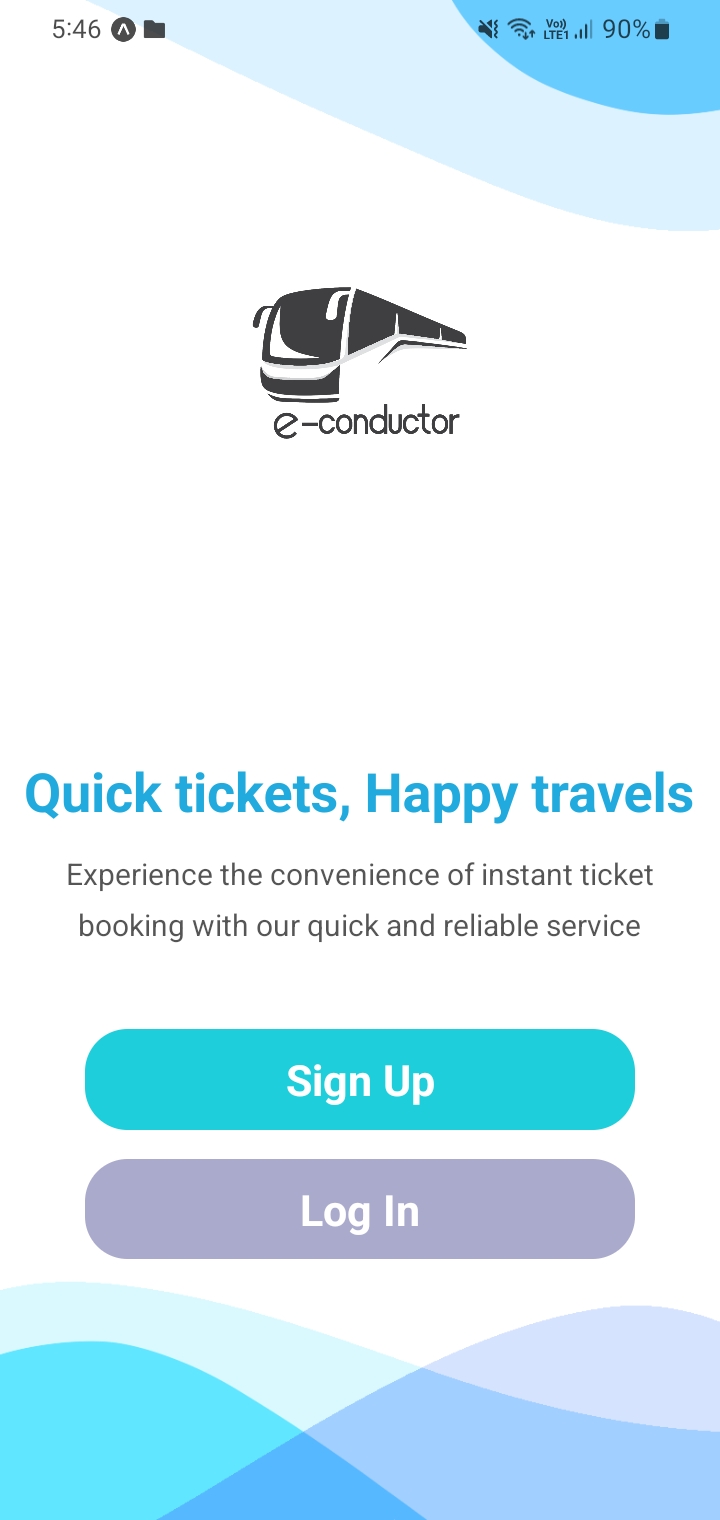 5:46
Vo)) LTE1 90%
e-conductor
Quick tickets, Happy travels
Experience the convenience of instant ticket
booking with our quick and reliable service
Sign Up
Log In